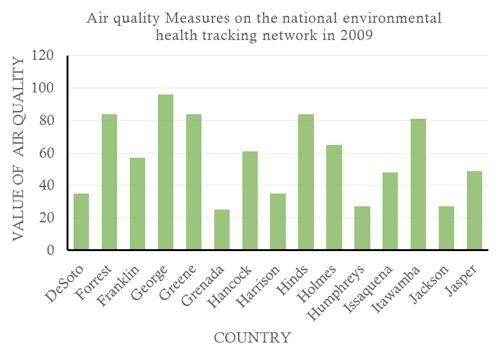 Air quality Measures on the national environmental
health tracking network in 2009
VALUE OF AIR QUALITY
120
100
80
60
40
20
0
DeSoto
Forrest
Franklin
George
Greene
Grenada
Hancock
Harrison
Hinds
Holmes
Humphreys
Issaquena
Itawamba
Jackson
Jasper
COUNTRY